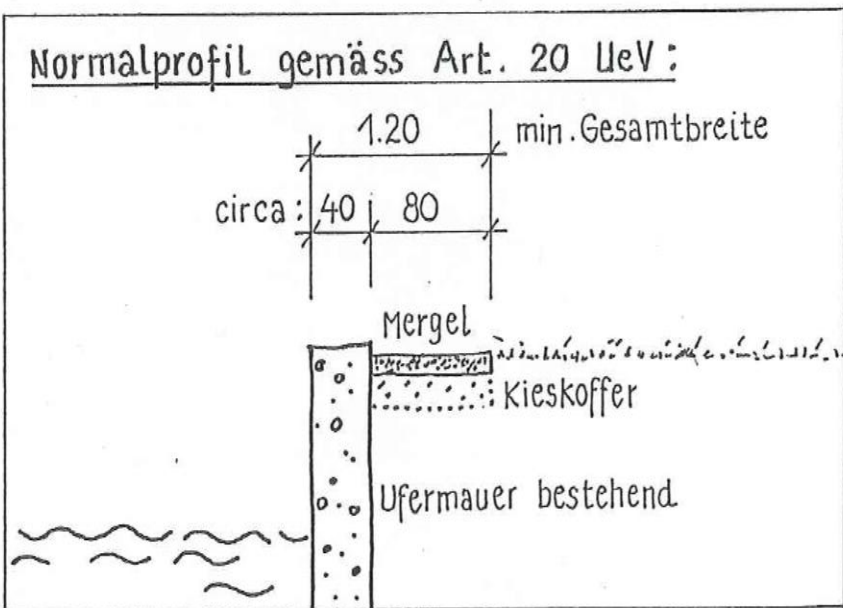 Normalprofil gemäss Art. 20 UeV:
1.20 min. Gesamtbreite
circa: 40 80
Mergel
Kieskoffer
Ufermauer bestehend